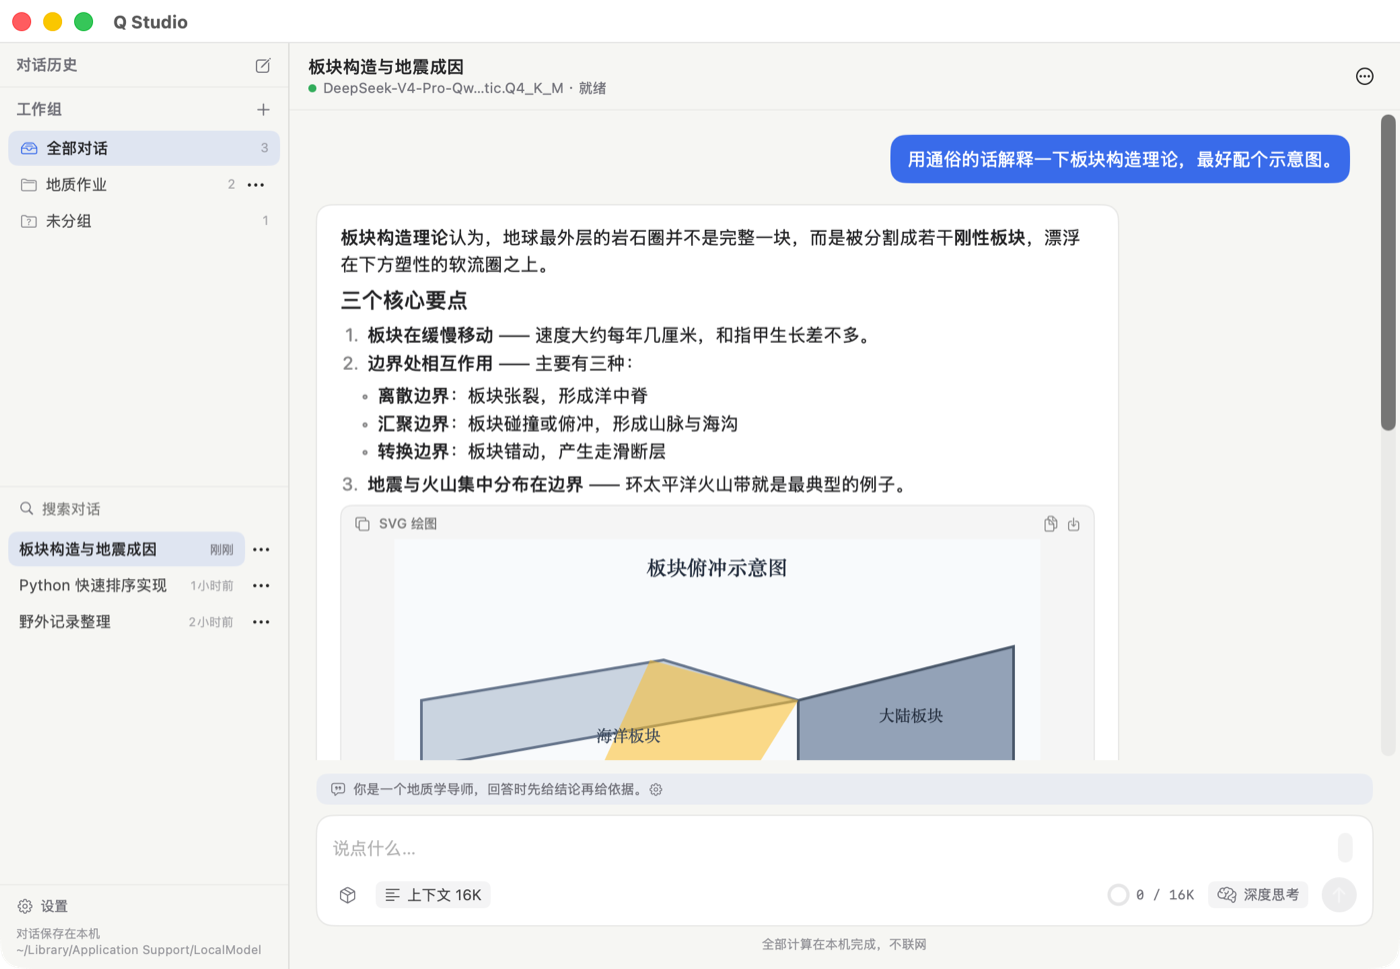 Q Studio
对话历史
工作组
全部对话 3
地质作业 2
未分组 1
搜索对话
板块构造与地震成因 刚刚
Python 快速排序实现 1小时前
野外记录整理 2小时前
设置
对话保存在本机
~/Library/Application Support/LocalModel
板块构造与地震成因
DeepSeek-V4-Pro-Qw...tic.Q4_K_M · 就绪
用通俗的话解释一下板块构造理论，最好配个示意图。
板块构造理论认为，地球最外层的岩石圈并不是完整一块，而是被分割成若干刚性板块，漂浮
在下方塑性的软流圈之上。
三个核心要点
1. 板块在缓慢移动 —— 速度大约每年几厘米，和指甲生长差不多。
2. 边界处相互作用 —— 主要有三种：
离散边界：板块张裂，形成洋中脊
汇聚边界：板块碰撞或俯冲，形成山脉与海沟
转换边界：板块错动，产生走滑断层
3. 地震与火山集中分布在边界 —— 环太平洋火山带就是最典型的例子。
SVG 绘图
板块俯冲示意图
大陆板块
海洋板块
你是一个地质学导师，回答时先给结论再给依据。
说点什么...
上下文 16K
0 / 16K
深度思考
全部计算在本机完成，不联网